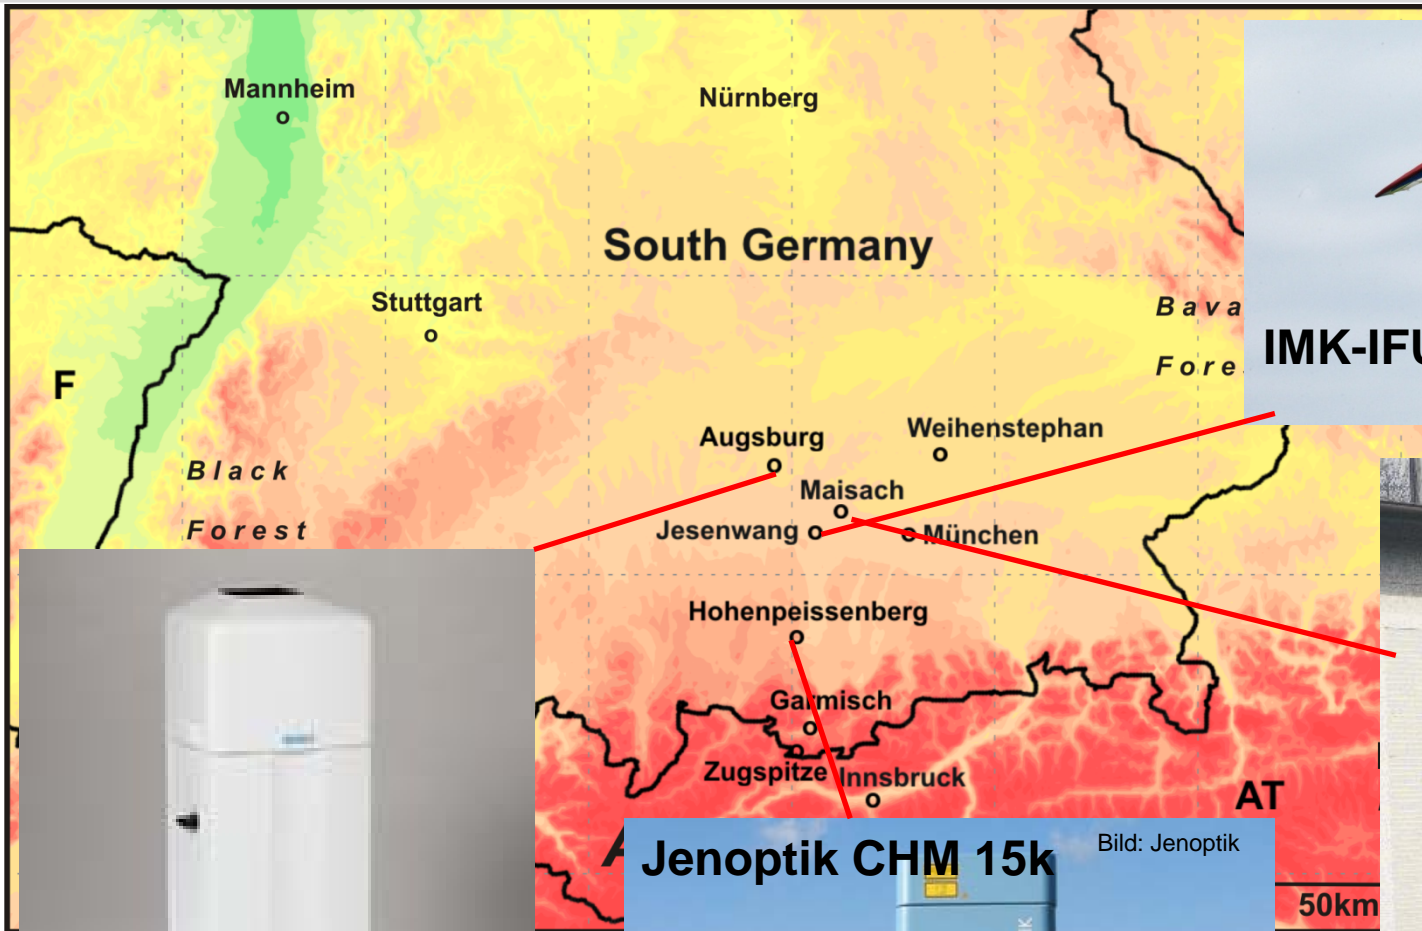 Mannheim
Nürnberg
South Germany
Stuttgart
Bava
Fore
F
IMK-IFU
Augsburg
Weihenstephan
Black
Forest
Maisach
Jesenwang
München
Hohenpeissenberg
Garmisch
Zugspitze
Innsbruck
AT
A
Jenoptik CHM 15k
Bild: Jenoptik
50km